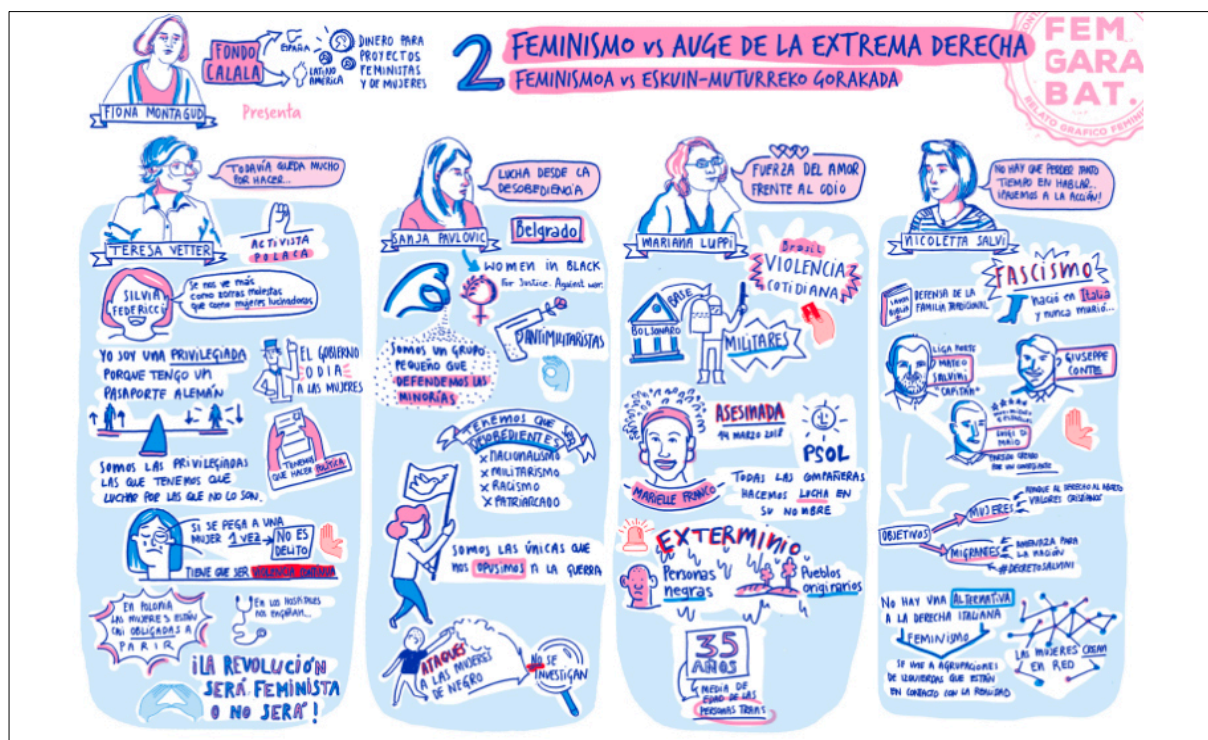 FIONA MONTAGUD
FONDO
CALALA
ESPAÑA
LATINO
AMÉRICA
DINERO PARA
PROYECTOS
FEMINISTAS
Y DE MUJERES
Presenta
2
FEMINISMO vs AUGE DE LA EXTREMA DERECHA
FEMINISMOA vs ESKUIN-MUTURREKO GORAKADA
FEM
GARA
BAT.
RELATO GRAFICO
TERESA VETTER
TODAVÍA QUEDA MUCHO
POR HACER...
ACTIVISTA
POLACA
SILVIA
FEDERICCI
Se nos ve más
como zorras molestas
que como mujeres luchadoras
YO SOY UNA PRIVILEGIADA
PORQUE TENGO UN
PASAPORTE ALEMÁN
EL GOBIERNO
ODIA
A LAS MUJERES
SOMOS LAS PRIVILEGIADAS
LAS QUE TENEMOS QUE
LUCHAR POR LAS QUE NO LO SON.
TENEMOS
QUE HACER POLÍTICA
SI SE PEGA A UNA
MUJER 1 VEZ
NO ES
DELITO
TIENE QUE SER VIOLENCIA CONTINUA
EN POLONIA
LAS MUJERES ESTÁN
CASI OBLIGADAS A
PARIR
EN LOS HOSPITALES
NOS ENGAÑAN...
¡LA REVOLUCIÓN
SERÁ FEMINISTA
O NO SERÁ!
SANJA PAVLOVIC
LUCHA DESDE LA
DESOBEDIENCIA
Belgrado
WOMEN IN BLACK
For Justice. Against war.
ANTIMILITARISTAS
SOMOS UN GRUPO
PEQUEÑO QUE
DEFENDEMOS LAS
MINORÍAS
TENEMOS QUE SER
DESOBEDIENTES
x NACIONALISMO
x MILITARISMO
x RACISMO
x PATRIARCADO
SOMOS LAS ÚNICAS QUE
NOS OPUSIMOS A LA GUERRA
ATAQUES
A LAS MUJERES
DE NEGRO
NO SE
INVESTIGAN
MARIANA LUPPI
FUERZA DEL AMOR
FRENTE AL ODIO
Brasil
VIOLENCIA
COTIDIANA
BOLSONARO
BASE
MILITARES
MARIELLE FRANCO
ASESINADA
14 MARZO 2018
PSOL
TODAS LAS COMPAÑERAS
HACEMOS LUCHA EN
SU NOMBRE
EXTERMINIO
Personas
negras
Pueblos
originarios
35
AÑOS
MEDIA DE
EDAD DE LAS
PERSONAS TRANS
NICOLETTA SALVI
NO HAY QUE PERDER TANTO
TIEMPO EN HABLAR...
¡PASEMOS A LA ACCIÓN!
FASCISMO
nació en Italia
y nunca murió...
BIBLIA
DEFENSA DE LA
FAMILIA TRADICIONAL
LIGA NORTE
MATEO
SALVINI
"CAPITÁN"
GIUSEPPE
CONTE
LUIGI DI
MAIO
OBJETIVOS
MUJERES
ATAQUE AL DERECHO AL ABORTO
VALORES CRISTIANOS
MIGRANTES
AMENAZA PARA
LA NACIÓN
#DECRETOSALVINI
NO HAY UNA ALTERNATIVA
A LA DERECHA ITALIANA
FEMINISMO
SE UNE A AGRUPACIONES
DE IZQUIERDAS QUE ESTÁN
EN CONTACTO CON LA REALIDAD
LAS MUJERES CREAN
EN RED